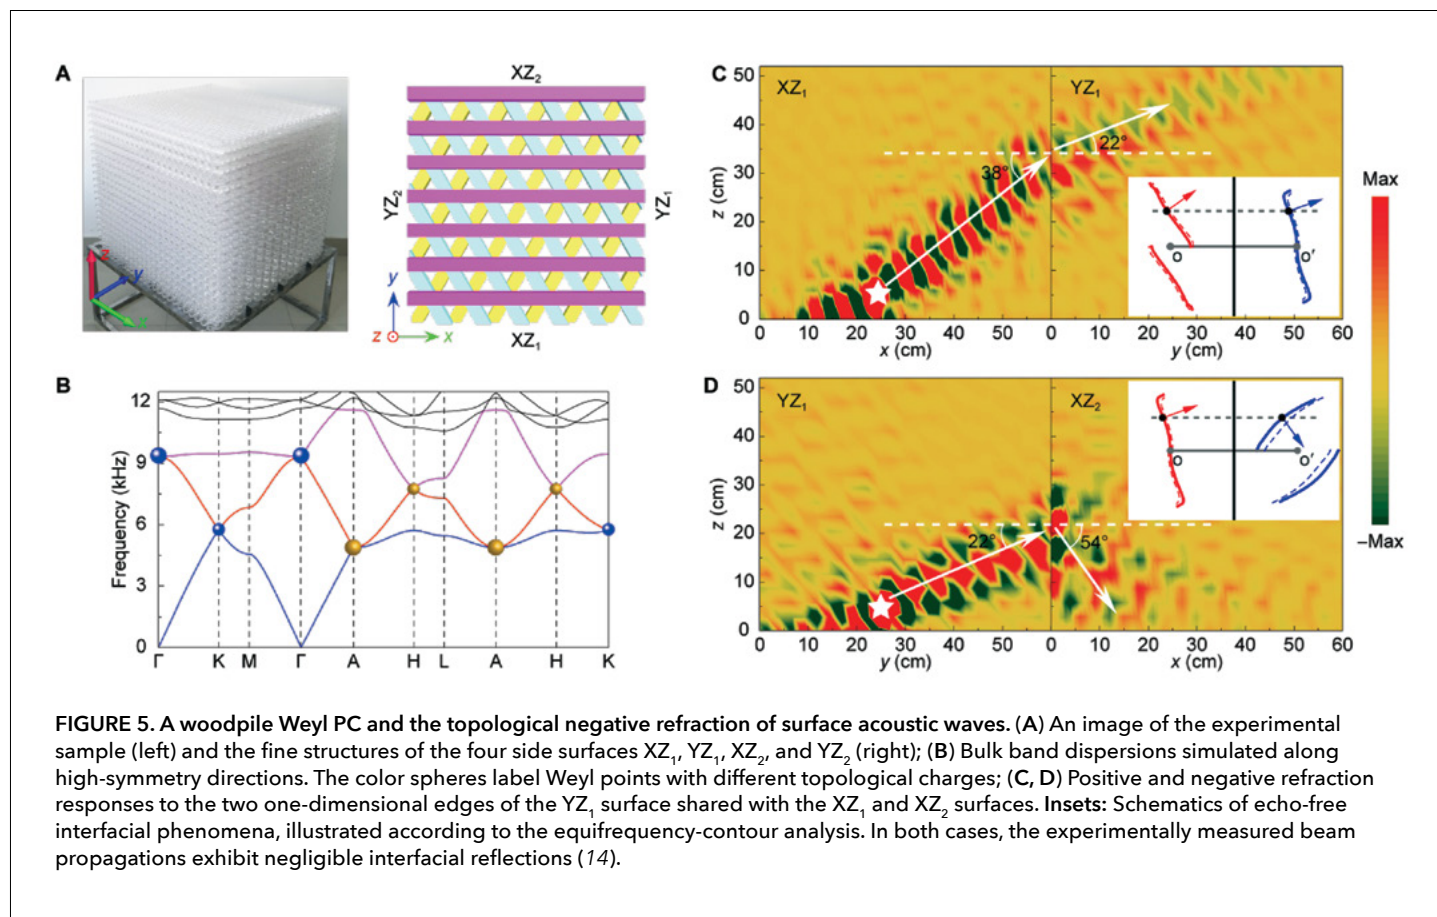 A
XZ₂
YZ₂
YZ₁
XZ₁
z
y
x
y
z
x
B
Frequency (kHz)
12
9
6
3
0
Γ K M Γ A H L A H K
C
XZ₁
YZ₁
22°
38°
O
O′
z (cm)
50
40
30
20
10
0
0 10 20 30 40 50 0 10 20 30 40 50 60
x (cm)
y (cm)
Max
–Max
D
YZ₁
XZ₂
22°
54°
O
O′
z (cm)
50
40
30
20
10
0
0 10 20 30 40 50 0 10 20 30 40 50 60
y (cm)
x (cm)
FIGURE 5. A woodpile Weyl PC and the topological negative refraction of surface acoustic waves. (A) An image of the experimental
sample (left) and the fine structures of the four side surfaces XZ₁, YZ₁, XZ₂, and YZ₂ (right); (B) Bulk band dispersions simulated along
high-symmetry directions. The color spheres label Weyl points with different topological charges; (C, D) Positive and negative refraction
responses to the two one-dimensional edges of the YZ₁ surface shared with the XZ₁ and XZ₂ surfaces. Insets: Schematics of echo-free
interfacial phenomena, illustrated according to the equifrequency-contour analysis. In both cases, the experimentally measured beam
propagations exhibit negligible interfacial reflections (14).